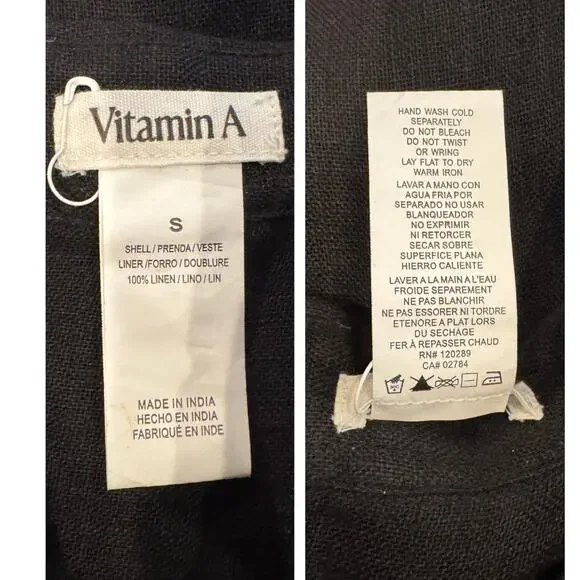 Vitamin A
S
SHELL / PRENDA / VESTE
LINER /FORRO / DOUBLURE
100% LINEN / LINO / LIN
MADE IN INDIA
HECHO EN INDIA
FABRIQUÉ EN INDE
HAND WASH COLD
SEPARATELY
DO NOT BLEACH
DO NOT TWIST
OR WRING
LAY FLAT TO DRY
WARM IRON
LAVAR A MANO CON
AGUA FRIA POR
SEPARADO NO USAR
BLANQUEADOR
NO EXPRIMIR
NI RETORCER
SECAR SOBRE
SUPERFICE PLANA
HIERRO CALIENTE
LAVER A LA MAIN A L'EAU
FROIDE SEPAREMENT
NE PAS BLANCHIR
NE PAS ESSORER NI TORDRE
ETENORE A PLAT LORS
DU SECHAGE
FER À REPASSER CHAUD
RN# 120289
CA# 02784